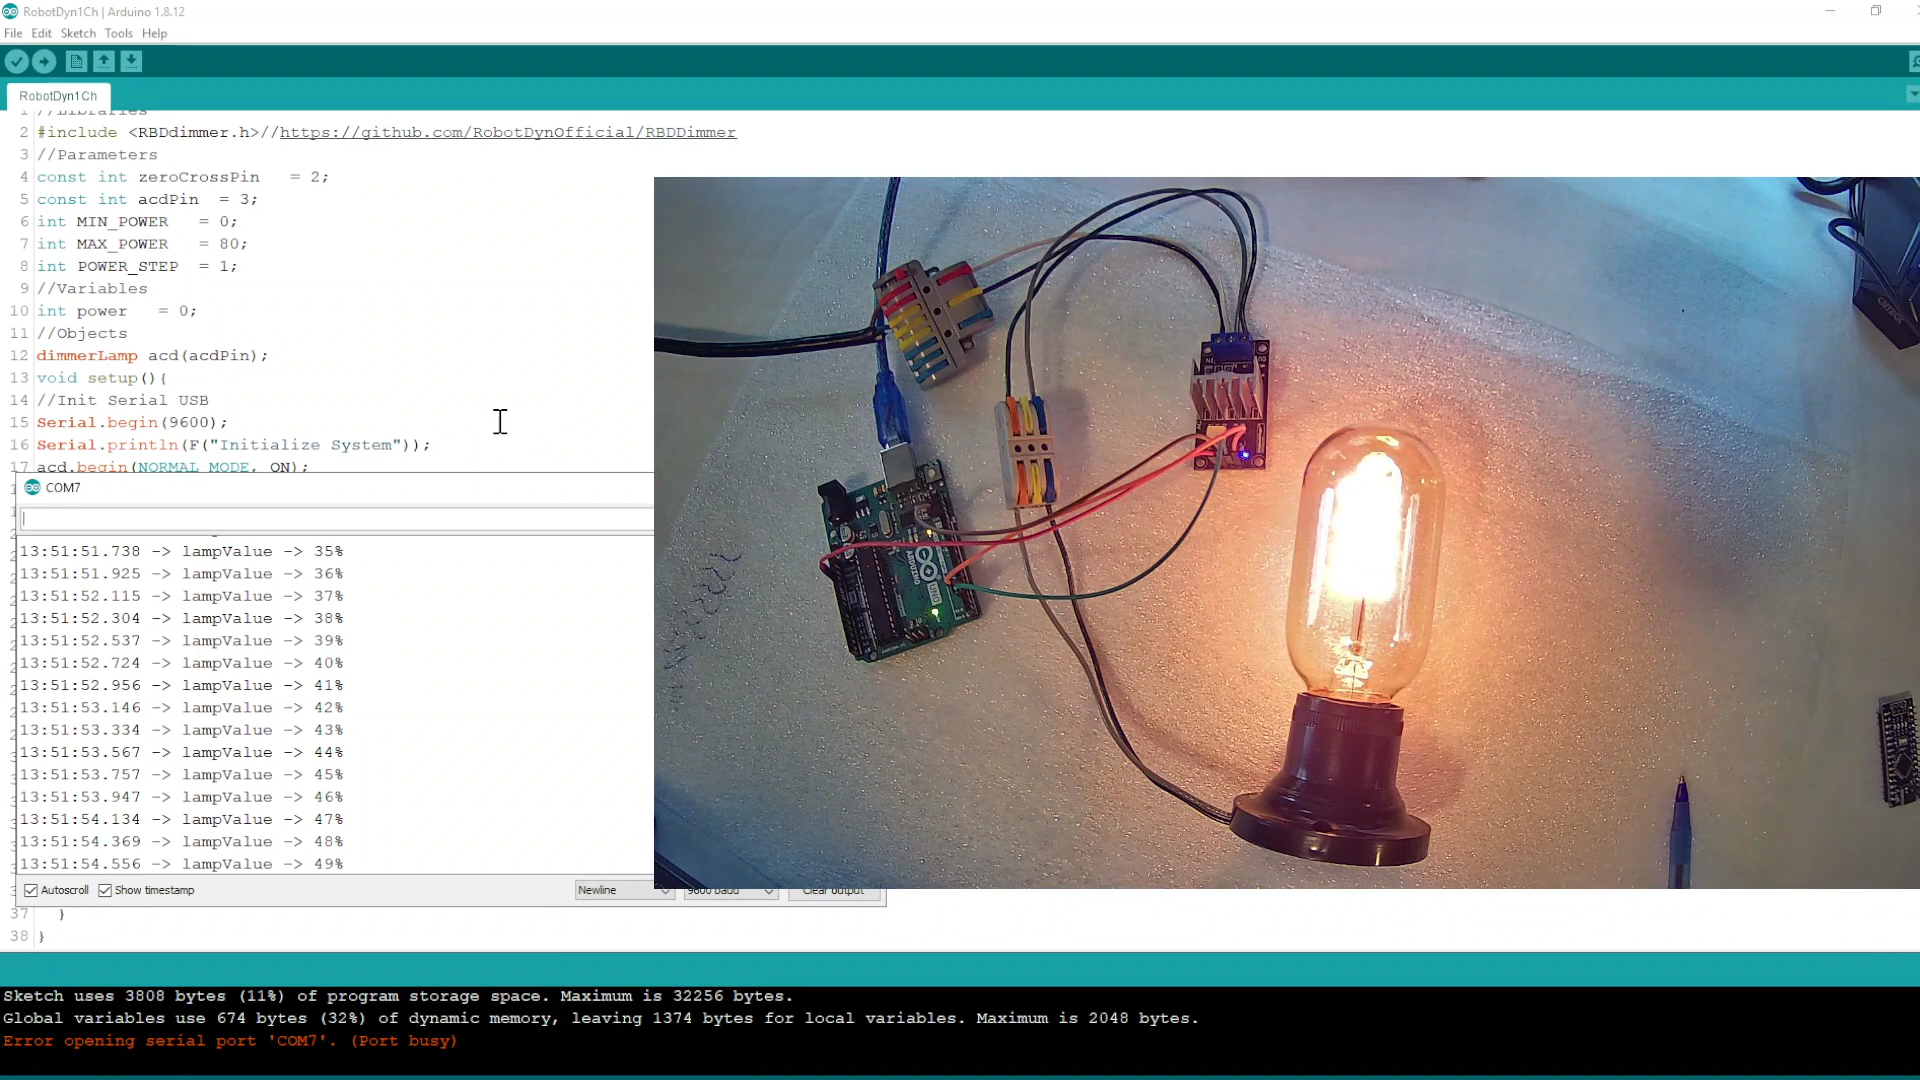 RobotDyn1Ch | Arduino 1.8.12
File Edit Sketch Tools Help
RobotDyn1Ch
1 //Libraries
2 #include <RBDdimmer.h>//https://github.com/RobotDynOfficial/RBDDimmer
3 //Parameters
4 const int zeroCrossPin = 2;
5 const int acdPin = 3;
6 int MIN_POWER = 0;
7 int MAX_POWER = 80;
8 int POWER_STEP = 1;
9 //Variables
10 int power = 0;
11 //Objects
12 dimmerLamp acd(acdPin);
13 void setup(){
14 //Init Serial USB
15 Serial.begin(9600);
16 Serial.println(F("Initialize System"));
17 acd.begin(NORMAL_MODE, ON);
COM7
13:51:51.738 -> lampValue -> 35%
13:51:51.925 -> lampValue -> 36%
13:51:52.115 -> lampValue -> 37%
13:51:52.304 -> lampValue -> 38%
13:51:52.537 -> lampValue -> 39%
13:51:52.724 -> lampValue -> 40%
13:51:52.956 -> lampValue -> 41%
13:51:53.146 -> lampValue -> 42%
13:51:53.334 -> lampValue -> 43%
13:51:53.567 -> lampValue -> 44%
13:51:53.757 -> lampValue -> 45%
13:51:53.947 -> lampValue -> 46%
13:51:54.134 -> lampValue -> 47%
13:51:54.369 -> lampValue -> 48%
13:51:54.556 -> lampValue -> 49%
Autoscroll Show timestamp Newline 9600 baud Clear output
37 }
38 }
ARDUINO
UNO
Sketch uses 3808 bytes (11%) of program storage space. Maximum is 32256 bytes.
Global variables use 674 bytes (32%) of dynamic memory, leaving 1374 bytes for local variables. Maximum is 2048 bytes.
Error opening serial port 'COM7'. (Port busy)